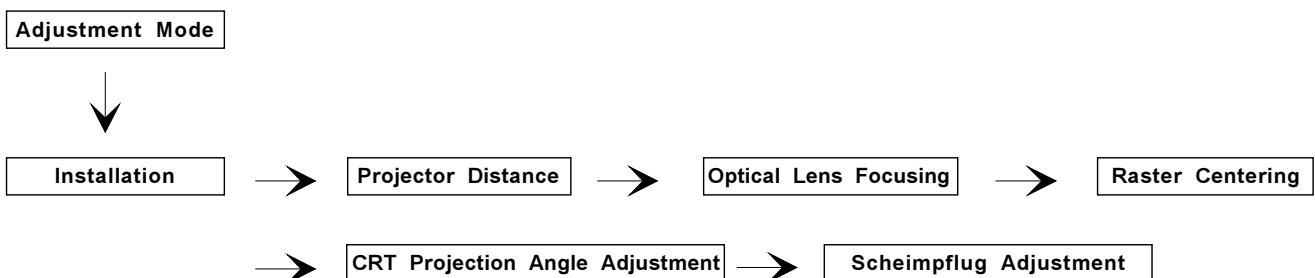 Adjustment Mode
Installation
Projector Distance
Optical Lens Focusing
Raster Centering
CRT Projection Angle Adjustment
Scheimpflug Adjustment